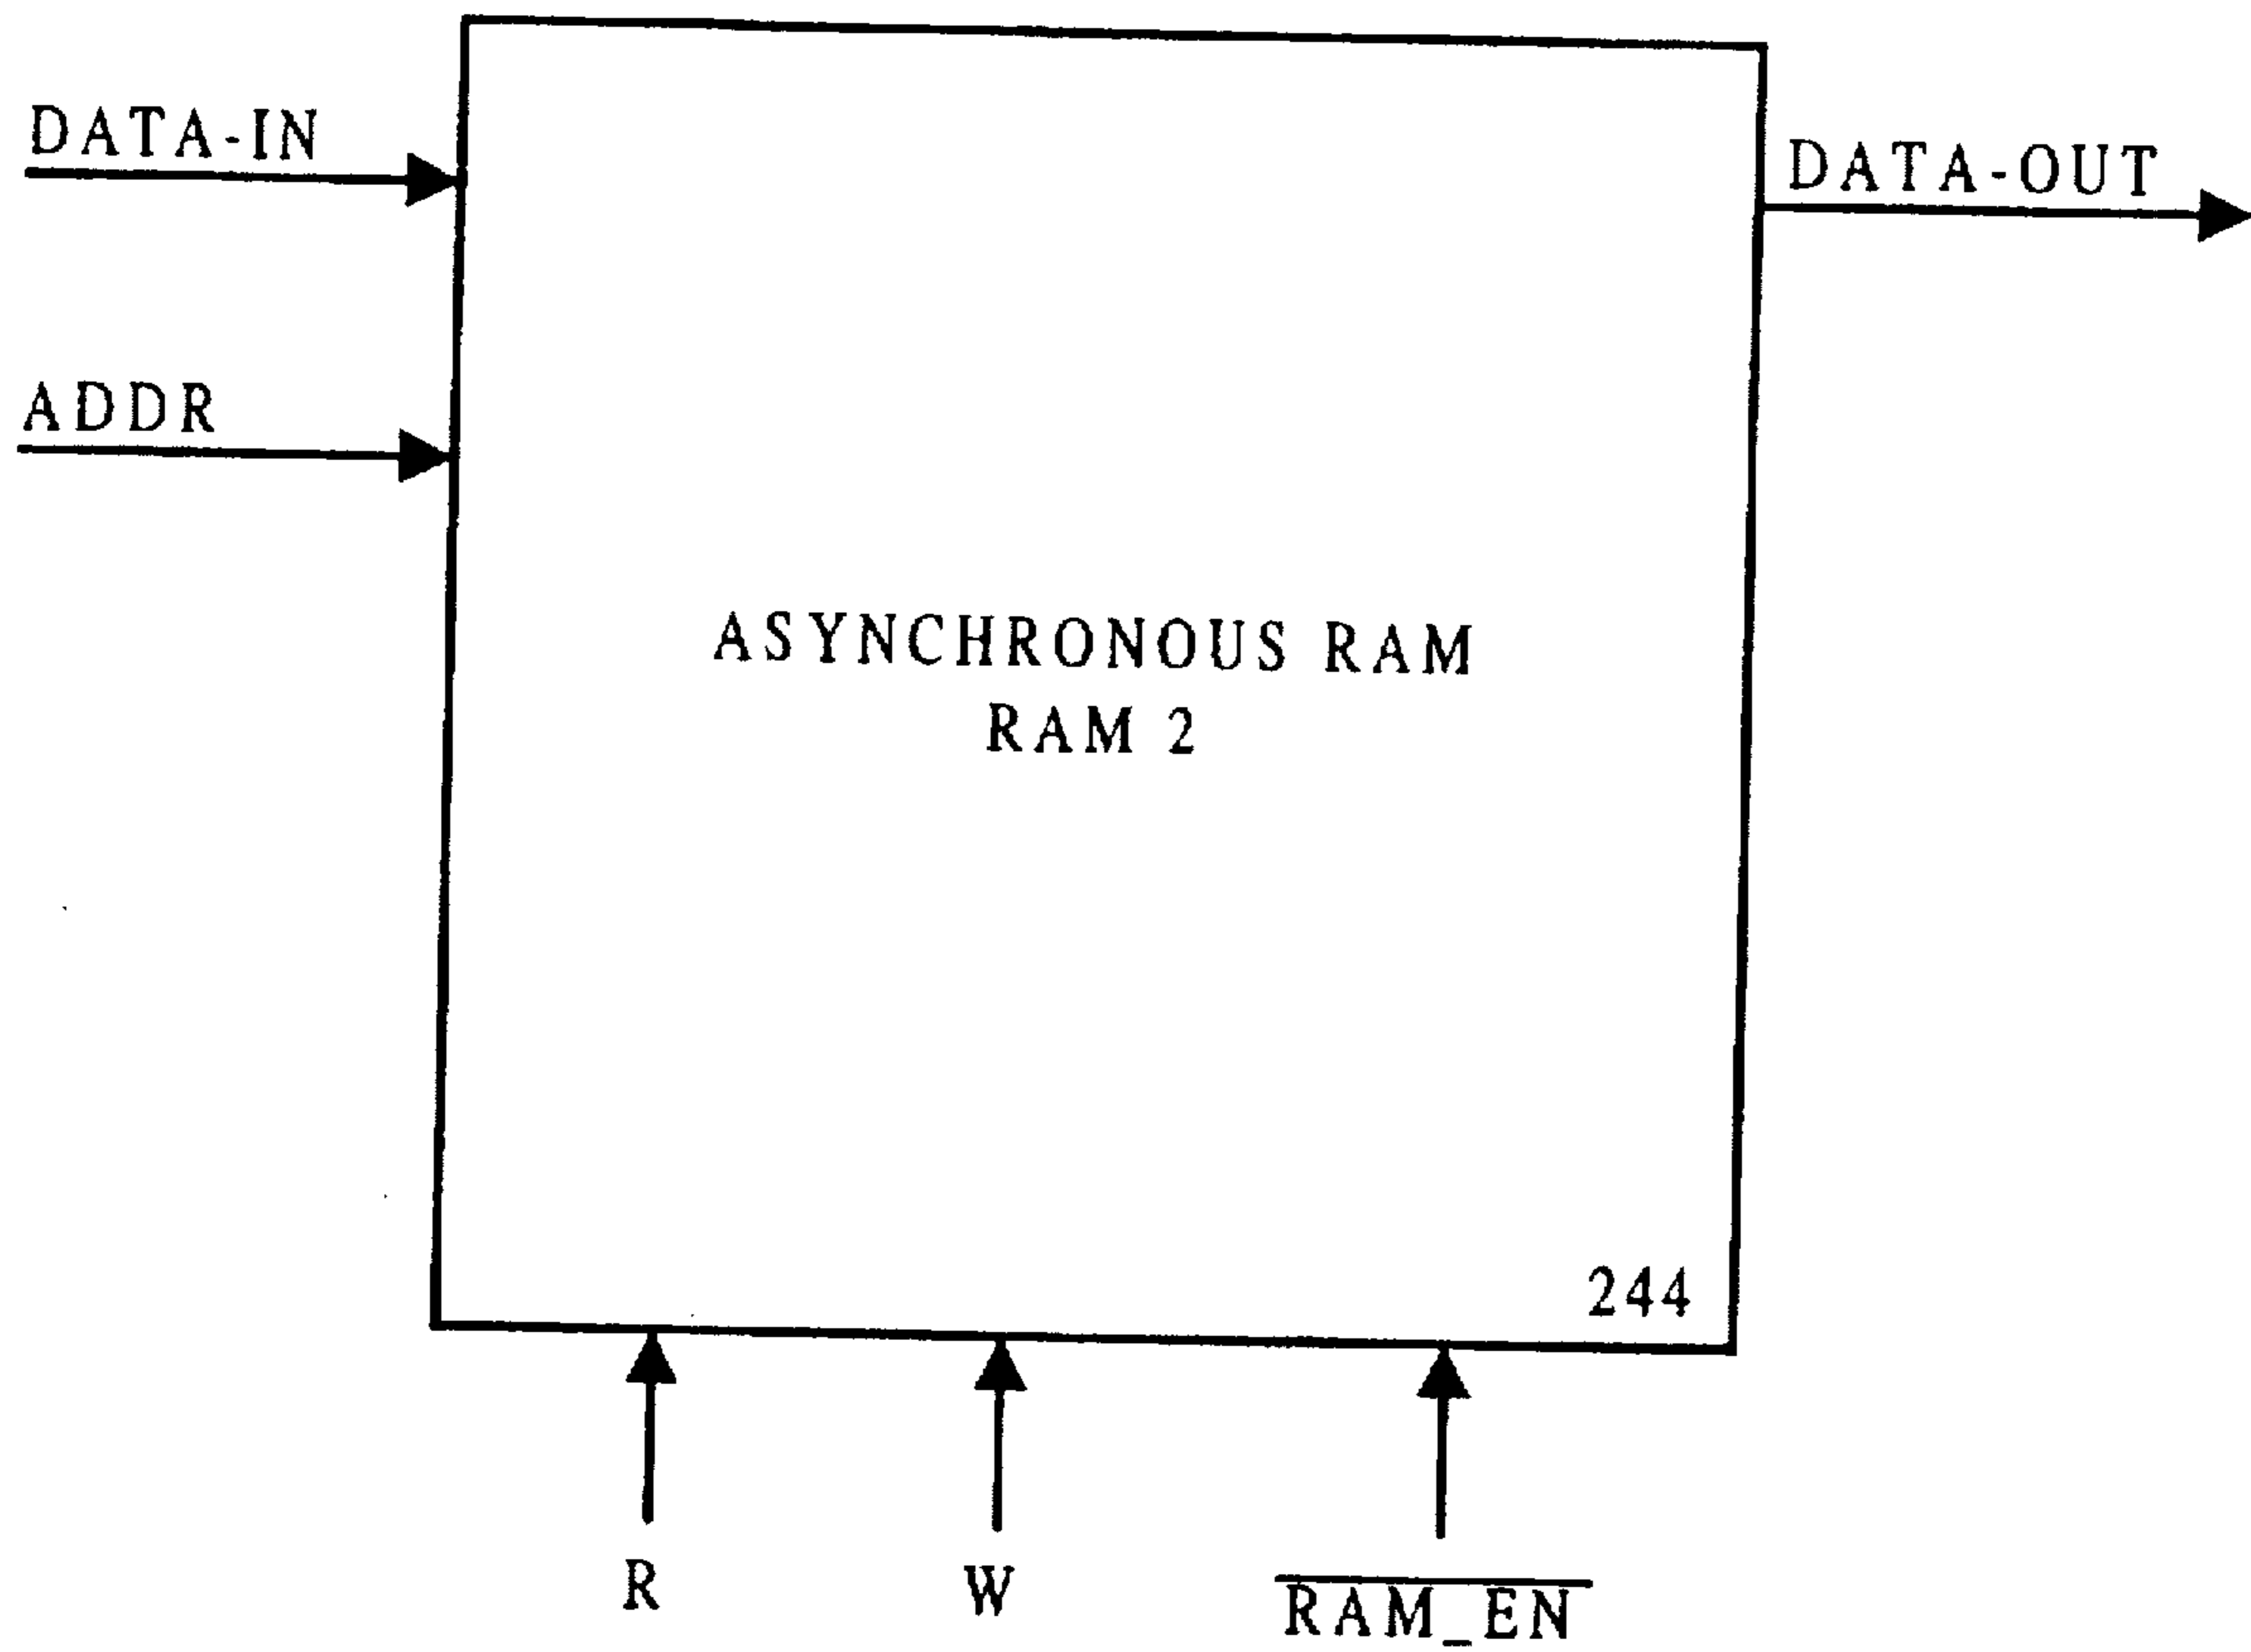 DATA-IN
DATA-OUT
ADDR
ASYNCHRONOUS RAM
RAM 2
244
R
W
RAM_EN